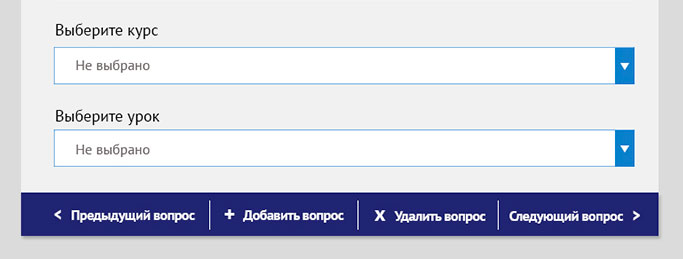 Выберите курс
Не выбрано
Выберите урок
Не выбрано
< Предыдущий вопрос + Добавить вопрос X Удалить вопрос Следующий вопрос >